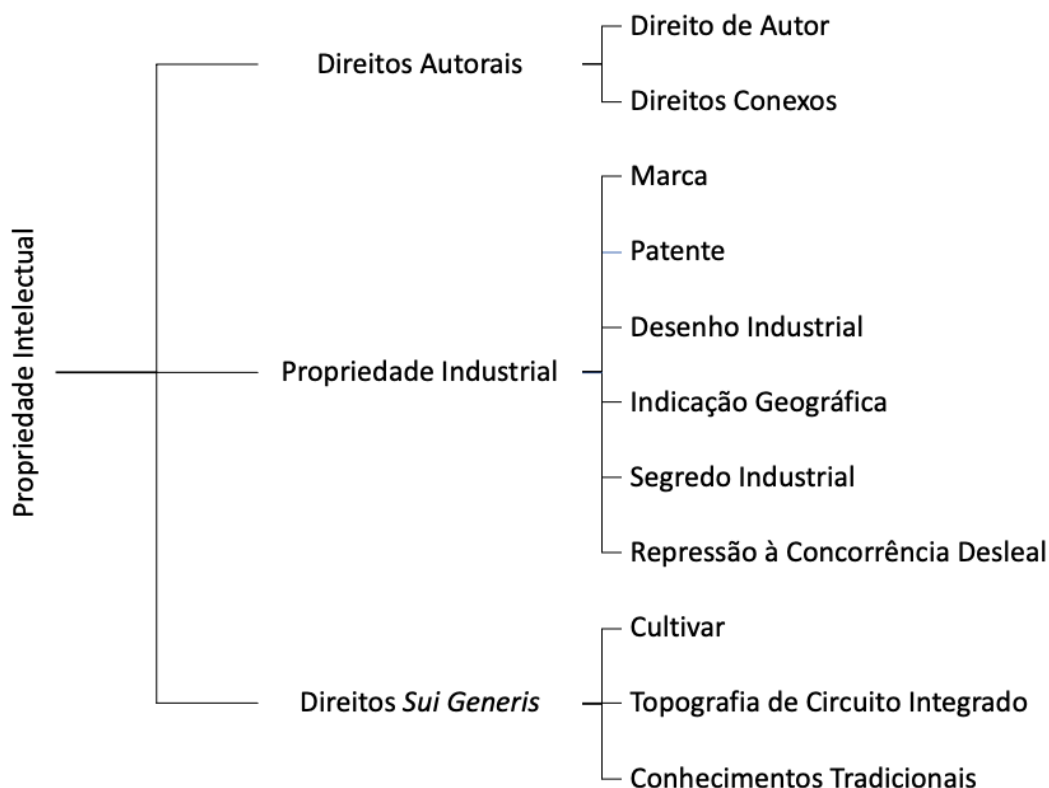 Propriedade Intelectual
Direitos Autorais
Direito de Autor
Direitos Conexos
Propriedade Industrial
Marca
Patente
Desenho Industrial
Indicação Geográfica
Segredo Industrial
Repressão à Concorrência Desleal
Direitos Sui Generis
Cultivar
Topografia de Circuito Integrado
Conhecimentos Tradicionais